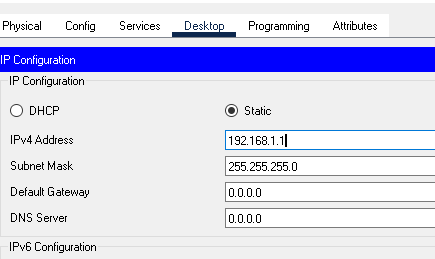 Physical Config Services Desktop Programming Attributes
IP Configuration
IP Configuration
DHCP Static
IPv4 Address 192.168.1.1
Subnet Mask 255.255.255.0
Default Gateway 0.0.0.0
DNS Server 0.0.0.0
IPv6 Configuration